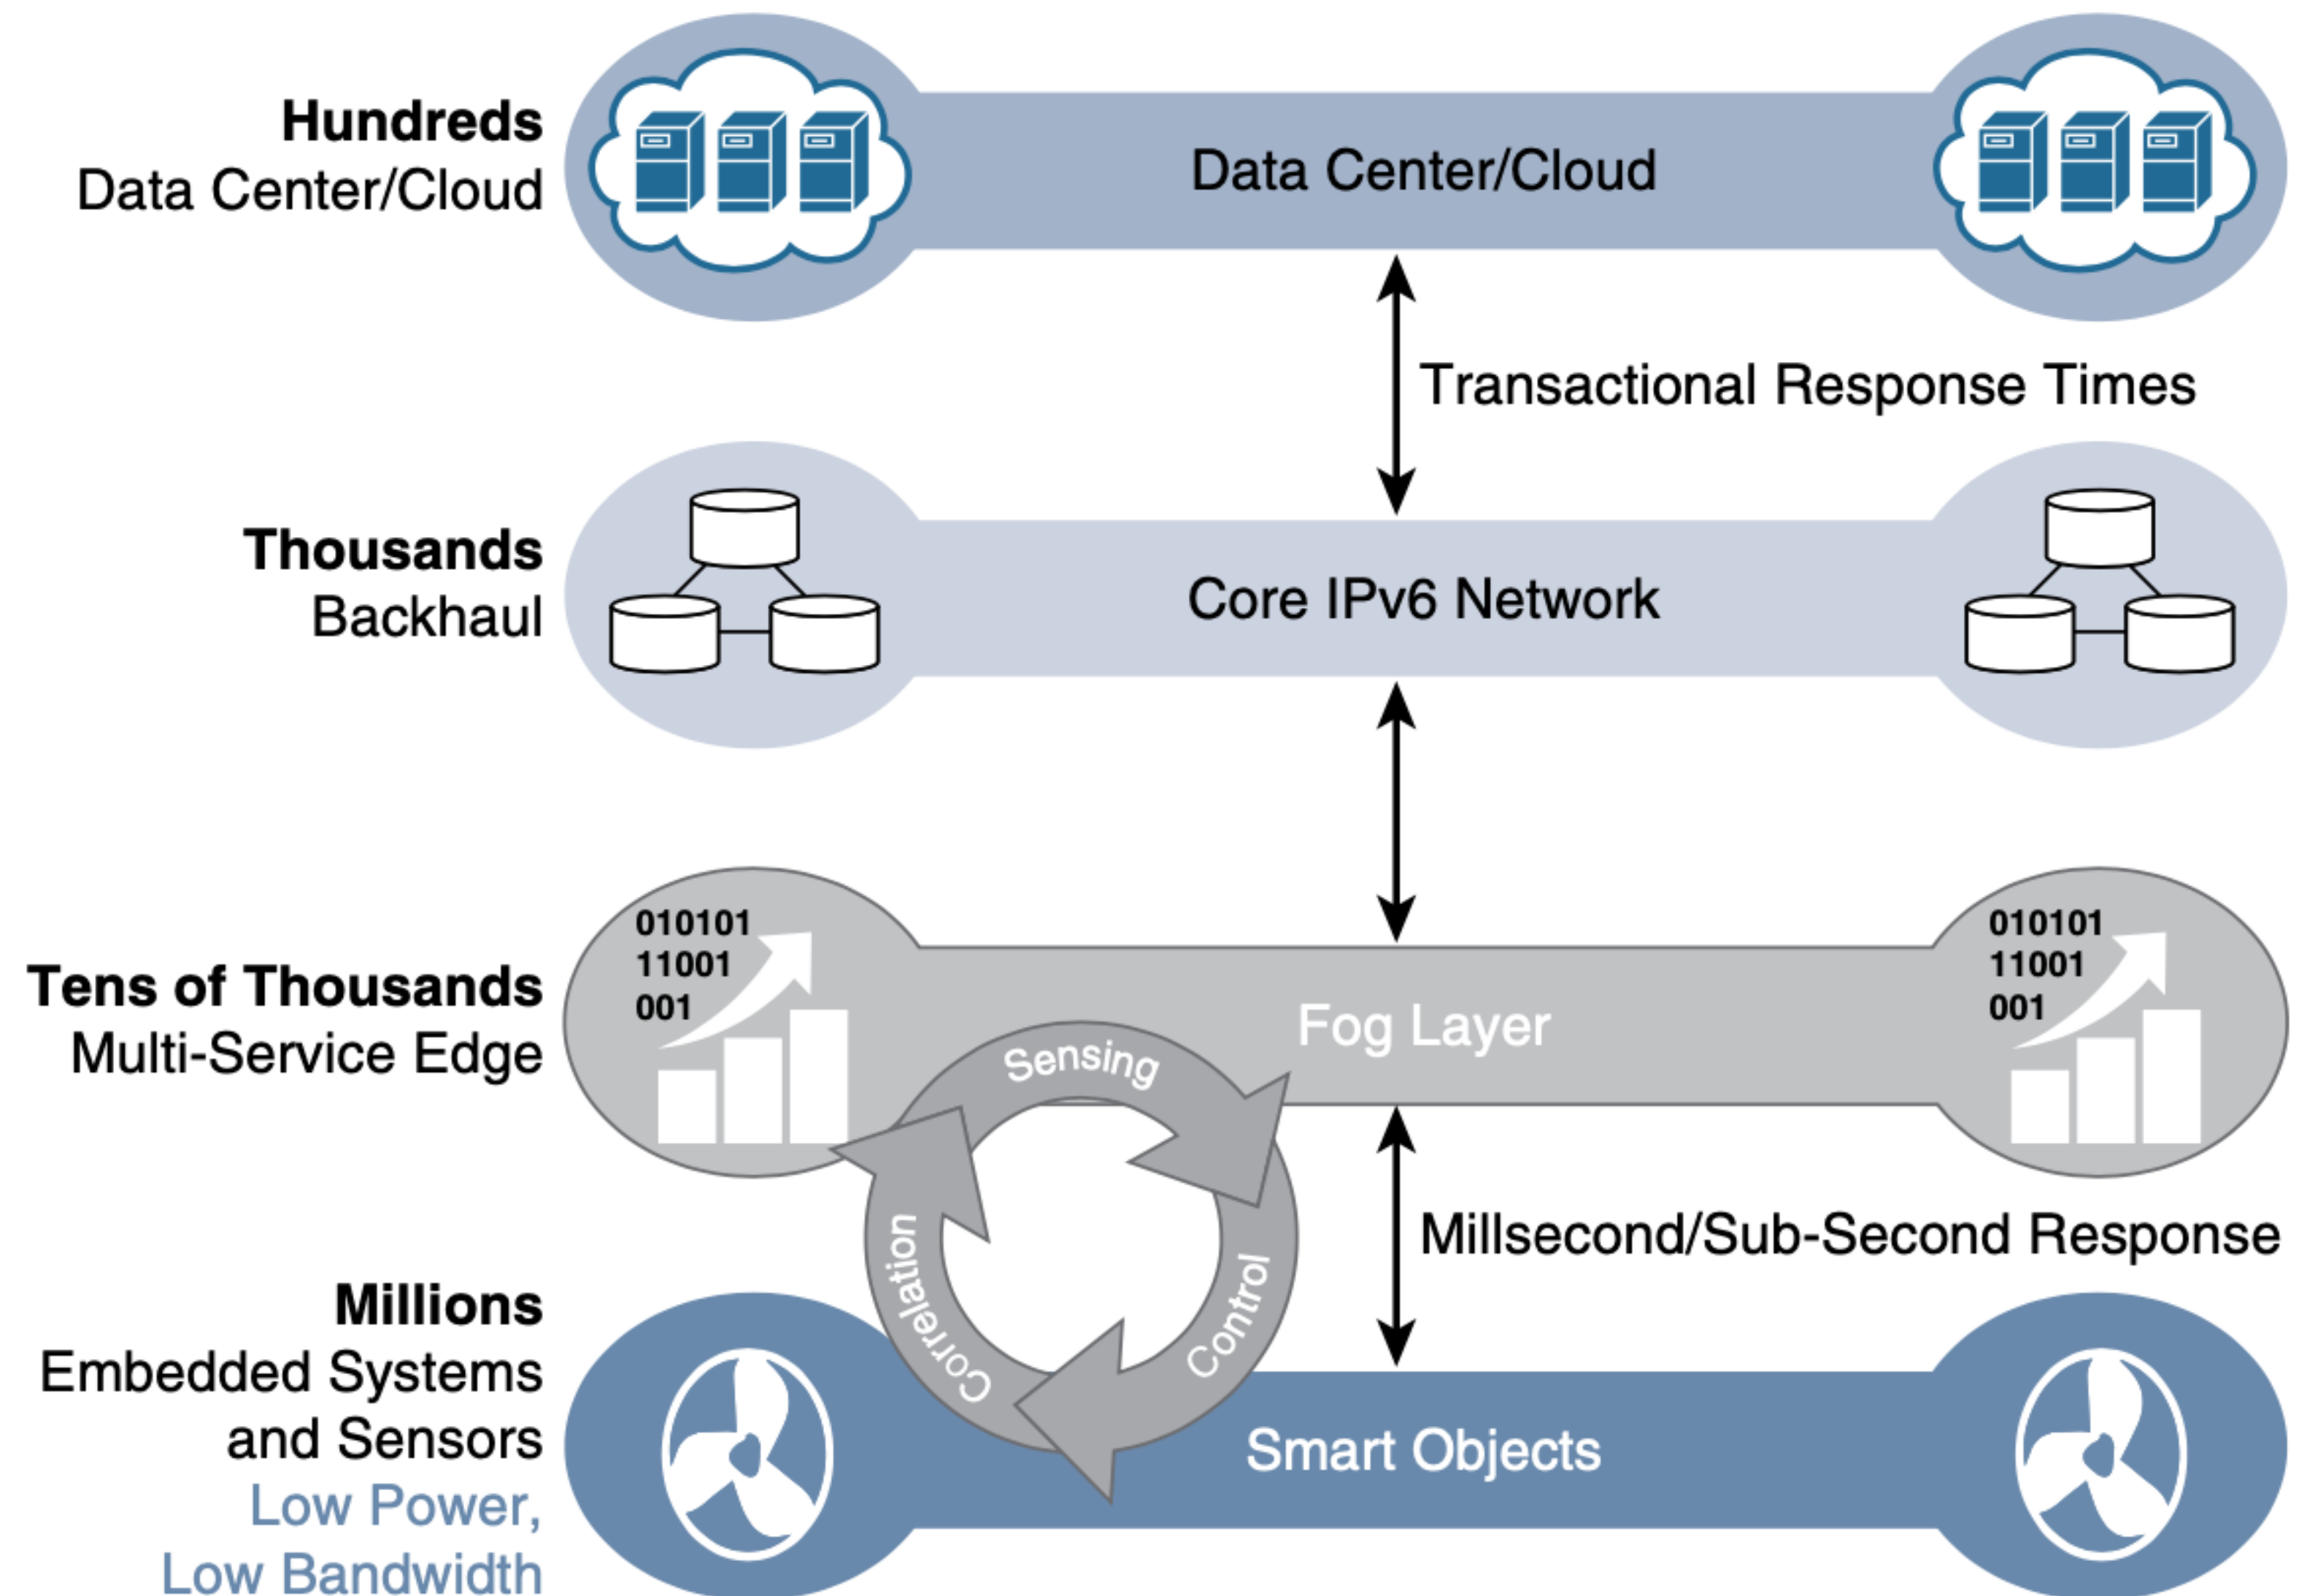 Hundreds
Data Center/Cloud
Data Center/Cloud
Transactional Response Times
Thousands
Backhaul
Core IPv6 Network
Tens of Thousands
Multi-Service Edge
010101
11001
001
Fog Layer
010101
11001
001
Sensing
Control
Correlation
Millsecond/Sub-Second Response
Millions
Embedded Systems
and Sensors
Low Power,
Low Bandwidth
Smart Objects